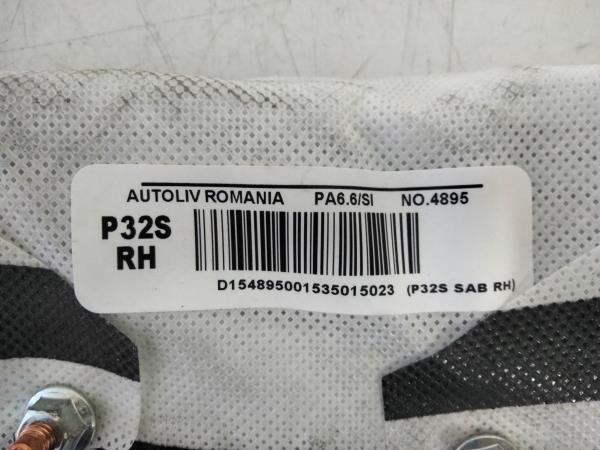 AUTOLIV ROMANIA PA6.6/SI NO.4895
P32S
RH
D154895001535015023 (P32S SAB RH)